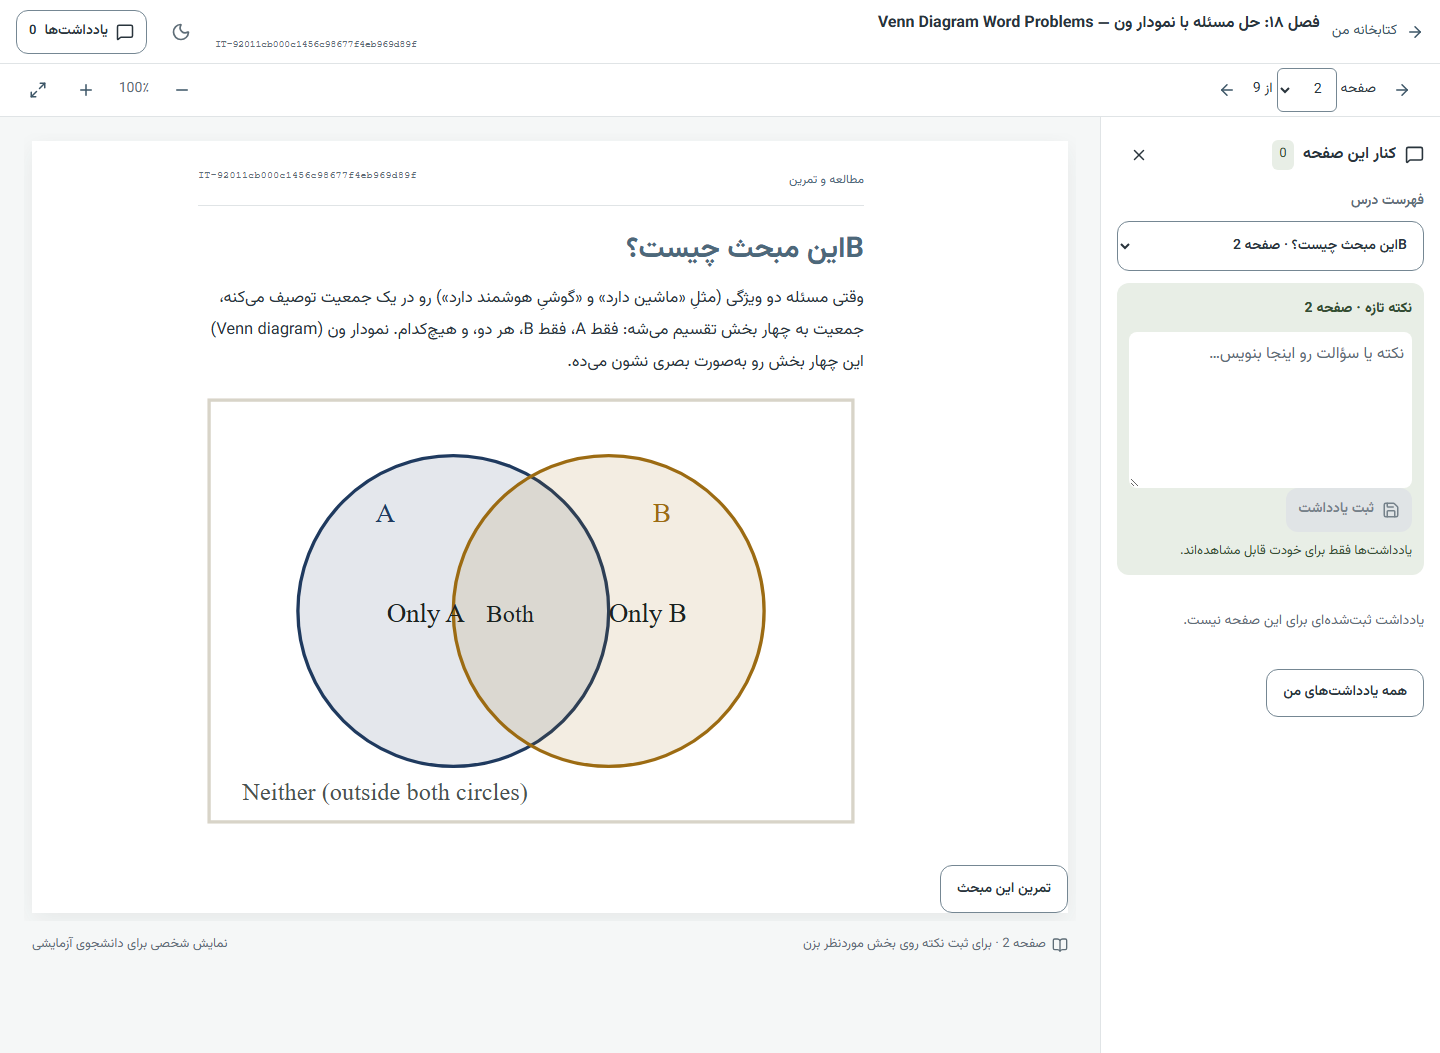 کتابخانه من
فصل ۱۸: حل مسئله با نمودار ون — Venn Diagram Word Problems
IT-92011cb000c1456c98677f4eb969d89f
یادداشت‌ها 0
صفحه 2 از 9
100٪
کنار این صفحه 0
فهرست درس
Bاین مبحث چیست؟ · صفحه 2
نکته تازه · صفحه 2
نکته یا سؤالت رو اینجا بنویس...
ثبت یادداشت
یادداشت‌ها فقط برای خودت قابل مشاهده‌اند.
یادداشت ثبت‌شده‌ای برای این صفحه نیست.
همه یادداشت‌های من
مطالعه و تمرین
IT-92011cb000c1456c98677f4eb969d89f
Bاین مبحث چیست؟
وقتی مسئله دو ویژگی (مثلِ «ماشین دارد» و «گوشیِ هوشمند دارد») رو در یک جمعیت توصیف می‌کنه،
جمعیت به چهار بخش تقسیم می‌شه: فقط A، فقط B، هر دو، و هیچ‌کدام. نمودار ون (Venn diagram)
این چهار بخش رو به‌صورت بصری نشون می‌ده.
A
B
Only A
Both
Only B
Neither (outside both circles)
تمرین این مبحث
صفحه 2 · برای ثبت نکته روی بخش موردنظر بزن
نمایش شخصی برای دانشجوی آزمایشی